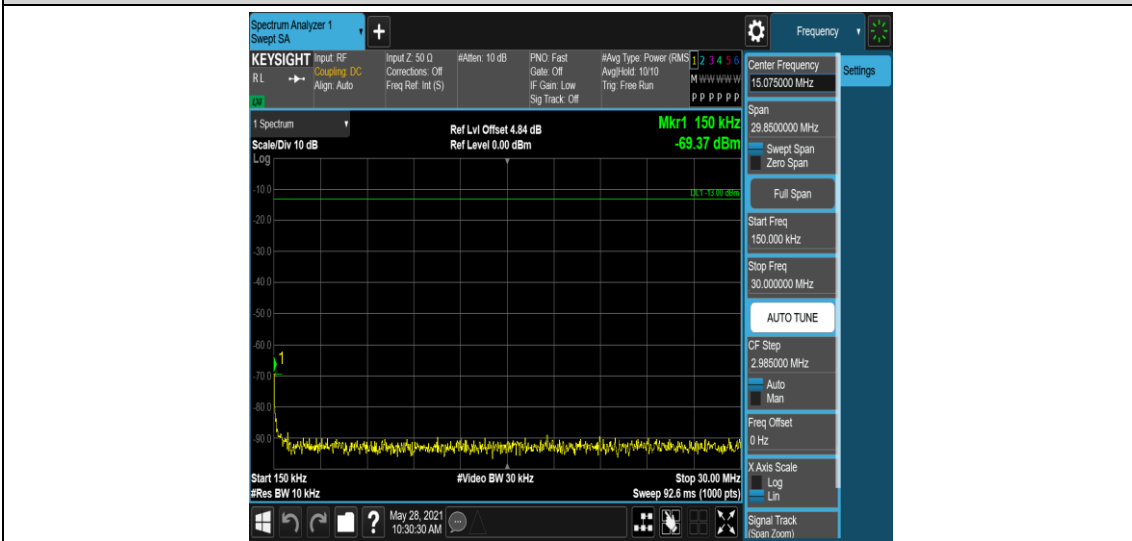 Spectrum Analyzer 1
Swept SA
+
Frequency
KEYSIGHT
RL
LXI
Input: RF
Coupling: DC
Align: Auto
Input Z: 50 Ω
Corrections: Off
Freq Ref: Int (S)
#Atten: 10 dB
PNO: Fast
Gate: Off
IF Gain: Low
Sig Track: Off
#Avg Type: Power (RMS
Avg|Hold: 10/10
Trig: Free Run
1 2 3 4 5 6
M W W W W W
P P P P P P
1 Spectrum
Scale/Div 10 dB
Ref Lvl Offset 4.84 dB
Ref Level 0.00 dBm
Mkr1 150 kHz
-69.37 dBm
Log
DL1 -13.00 dBm
-10.0
-20.0
-30.0
-40.0
-50.0
-60.0
1
-70.0
-80.0
-90.0
Start 150 kHz
#Video BW 30 kHz
Stop 30.00 MHz
#Res BW 10 kHz
Sweep 92.6 ms (1000 pts)
?
May 28, 2021
10:30:30 AM
Center Frequency
15.075000 MHz
Settings
Span
29.8500000 MHz
Swept Span
Zero Span
Full Span
Start Freq
150.000 kHz
Stop Freq
30.000000 MHz
AUTO TUNE
CF Step
2.985000 MHz
Auto
Man
Freq Offset
0 Hz
X Axis Scale
Log
Lin
Signal Track
(Span Zoom)